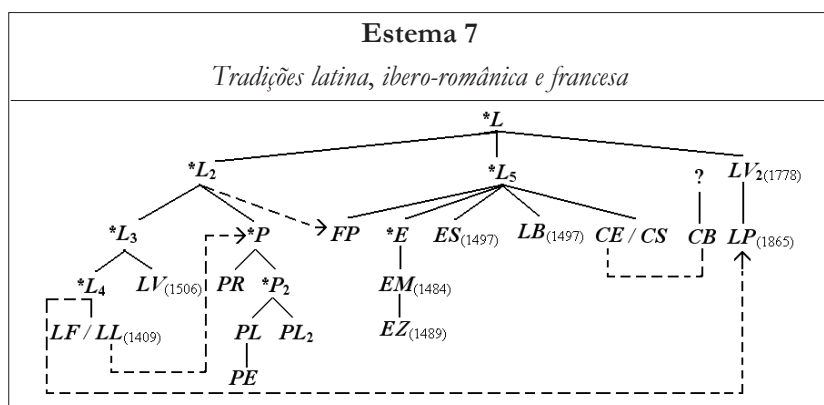 Estema 7
Tradições latina, ibero-românica e francesa
*L
*L2 *L5 ? LV2(1778)
*L3 *P FP *E ES(1497) LB(1497) CE / CS CB LP(1865)
*L4 LV(1506) PR *P2 EM(1484)
LF / LL(1409) PL PL2 EZ(1489)
PE